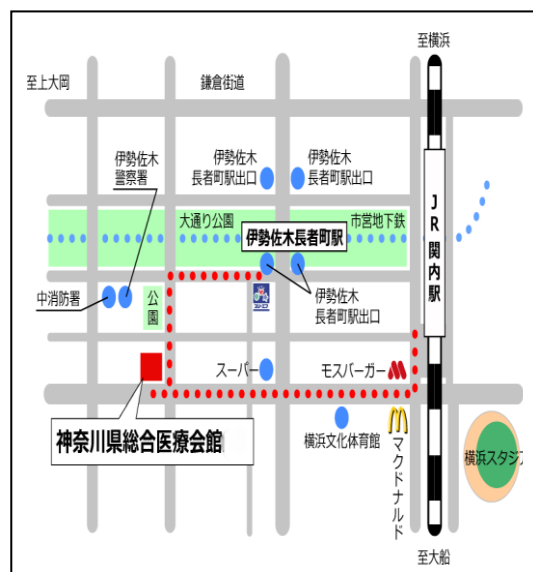 至横浜
至上大岡
鎌倉街道
伊勢佐木
警察署
伊勢佐木
長者町駅出口
伊勢佐木
長者町駅出口
JR関内駅
大通り公園
市営地下鉄
伊勢佐木長者町駅
中消防署
公園
伊勢佐木
長者町駅出口
スーパー
モスバーガー
神奈川県総合医療会館
横浜文化体育館
マクドナルド
横浜スタジ
至大船